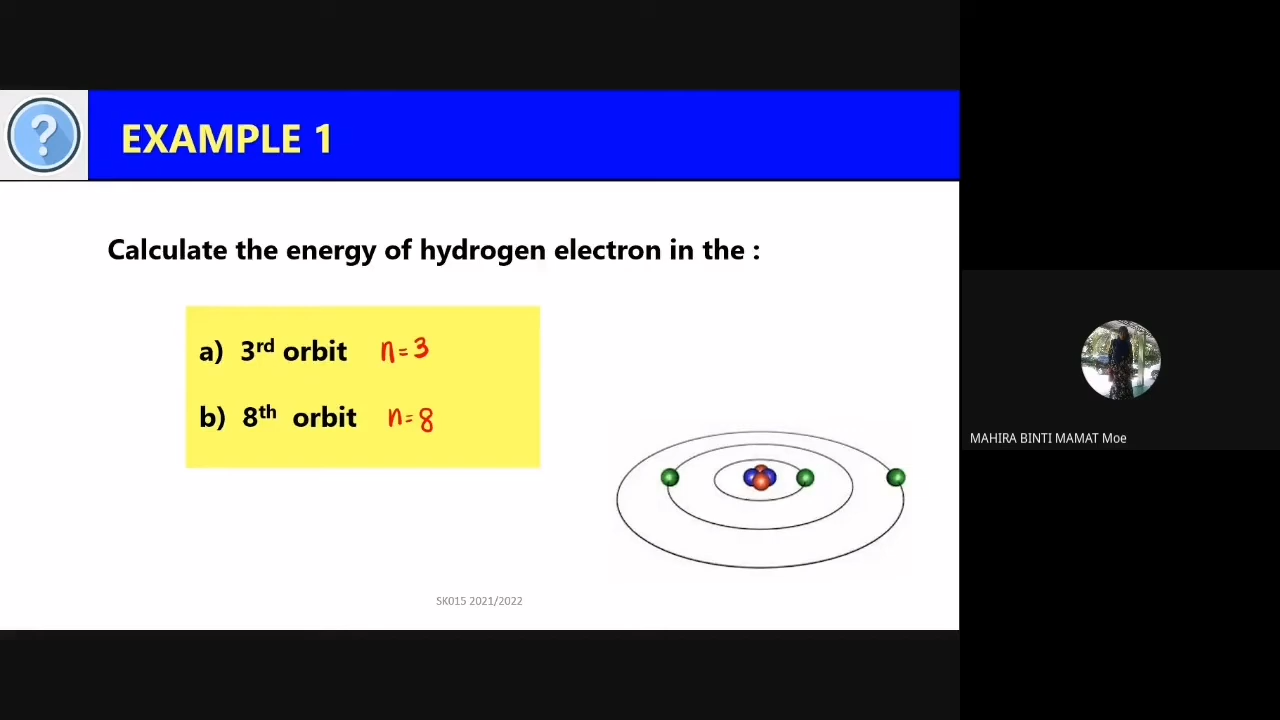 ?
EXAMPLE 1
Calculate the energy of hydrogen electron in the :
a) 3rd orbit n=3
b) 8th orbit n=8
SK015 2021/2022
MAHIRA BINTI MAMAT Moe